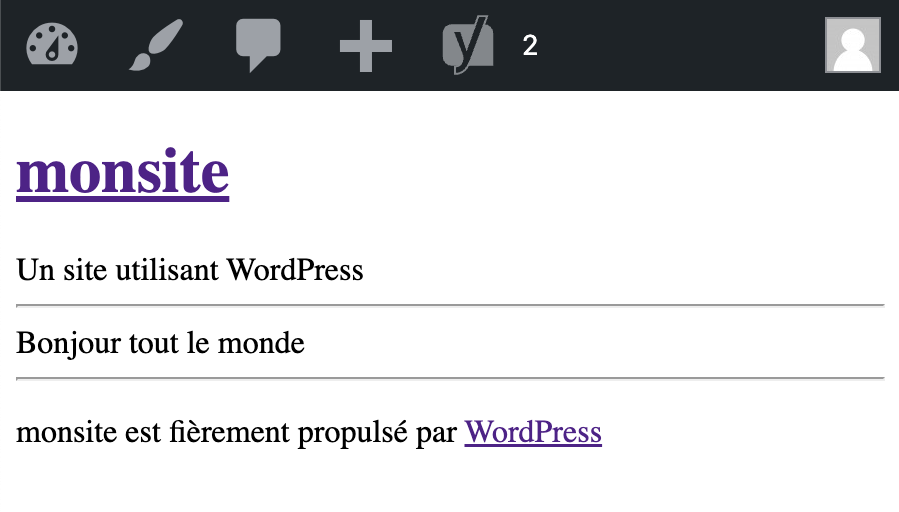 2
monsite
Un site utilisant WordPress
Bonjour tout le monde
monsite est fièrement propulsé par WordPress